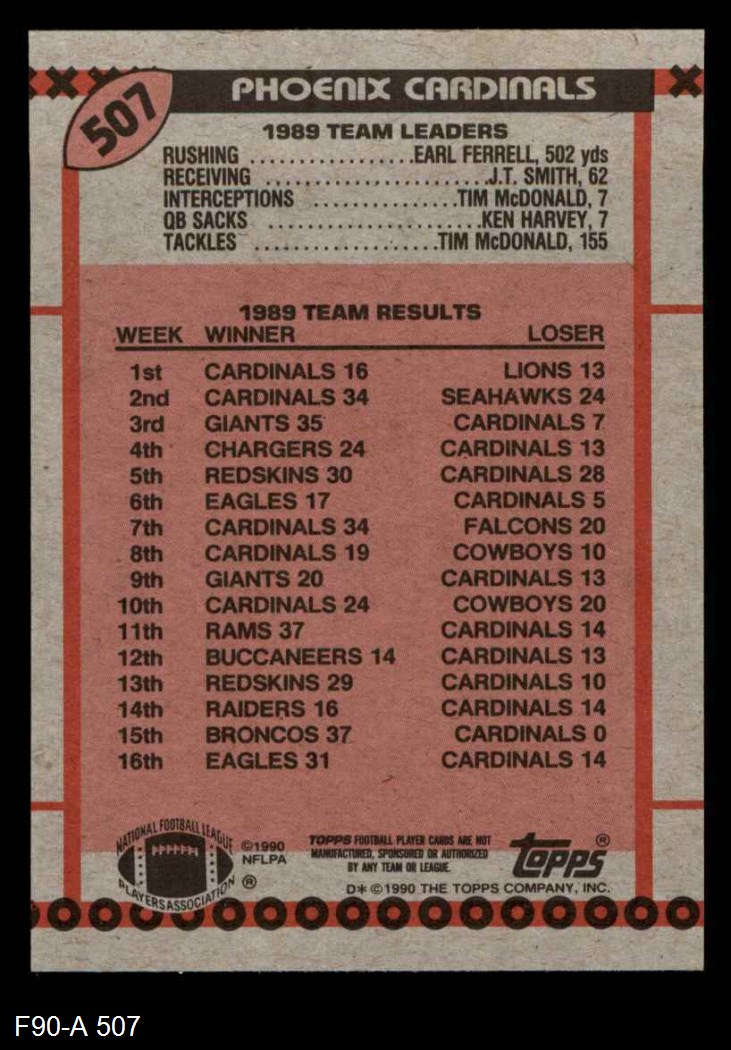 507
PHOENIX CARDINALS
1989 TEAM LEADERS
RUSHING .................EARL FERRELL, 502 yds
RECEIVING .......................J.T. SMITH, 62
INTERCEPTIONS ...............TIM McDONALD, 7
QB SACKS ......................KEN HARVEY, 7
TACKLES ...................TIM McDONALD, 155
1989 TEAM RESULTS
WEEK WINNER LOSER
1st CARDINALS 16 LIONS 13
2nd CARDINALS 34 SEAHAWKS 24
3rd GIANTS 35 CARDINALS 7
4th CHARGERS 24 CARDINALS 13
5th REDSKINS 30 CARDINALS 28
6th EAGLES 17 CARDINALS 5
7th CARDINALS 34 FALCONS 20
8th CARDINALS 19 COWBOYS 10
9th GIANTS 20 CARDINALS 13
10th CARDINALS 24 COWBOYS 20
11th RAMS 37 CARDINALS 14
12th BUCCANEERS 14 CARDINALS 13
13th REDSKINS 29 CARDINALS 10
14th RAIDERS 16 CARDINALS 14
15th BRONCOS 37 CARDINALS 0
16th EAGLES 31 CARDINALS 14
NATIONAL FOOTBALL LEAGUE
PLAYERS ASSOCIATION
®
©1990
NFLPA
TOPPS FOOTBALL PLAYER CARDS ARE NOT
MANUFACTURED, SPONSORED OR AUTHORIZED
BY ANY TEAM OR LEAGUE.
TOPPS®
D* © 1990 THE TOPPS COMPANY, INC.
F90-A 507